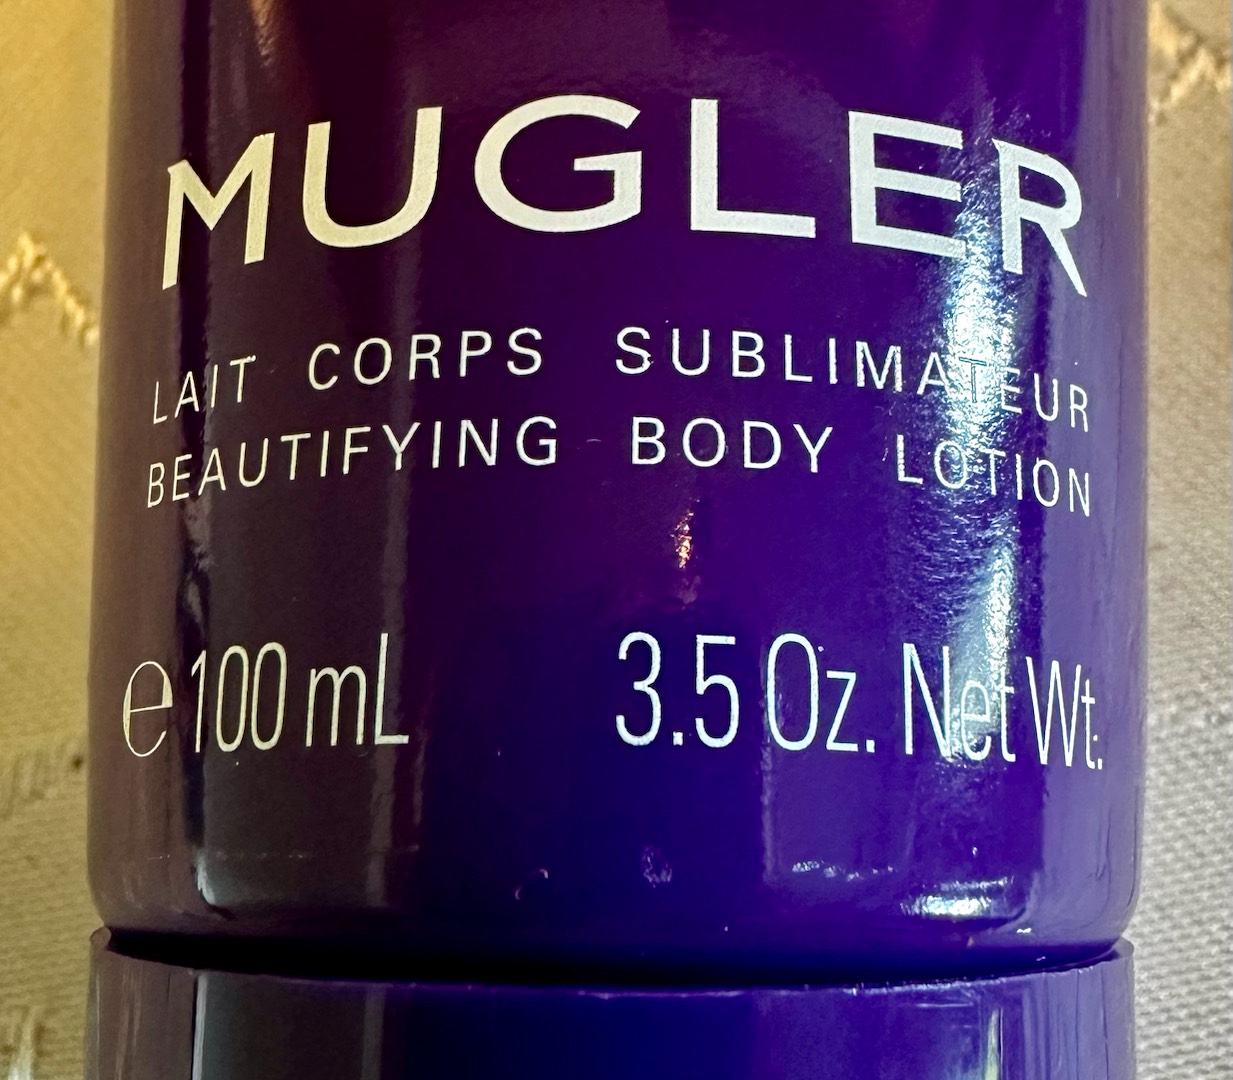 MUGLER
LAIT CORPS SUBLIMATEUR
BEAUTIFYING BODY LOTION
℮ 100 mL 3.5 Oz. Net Wt.